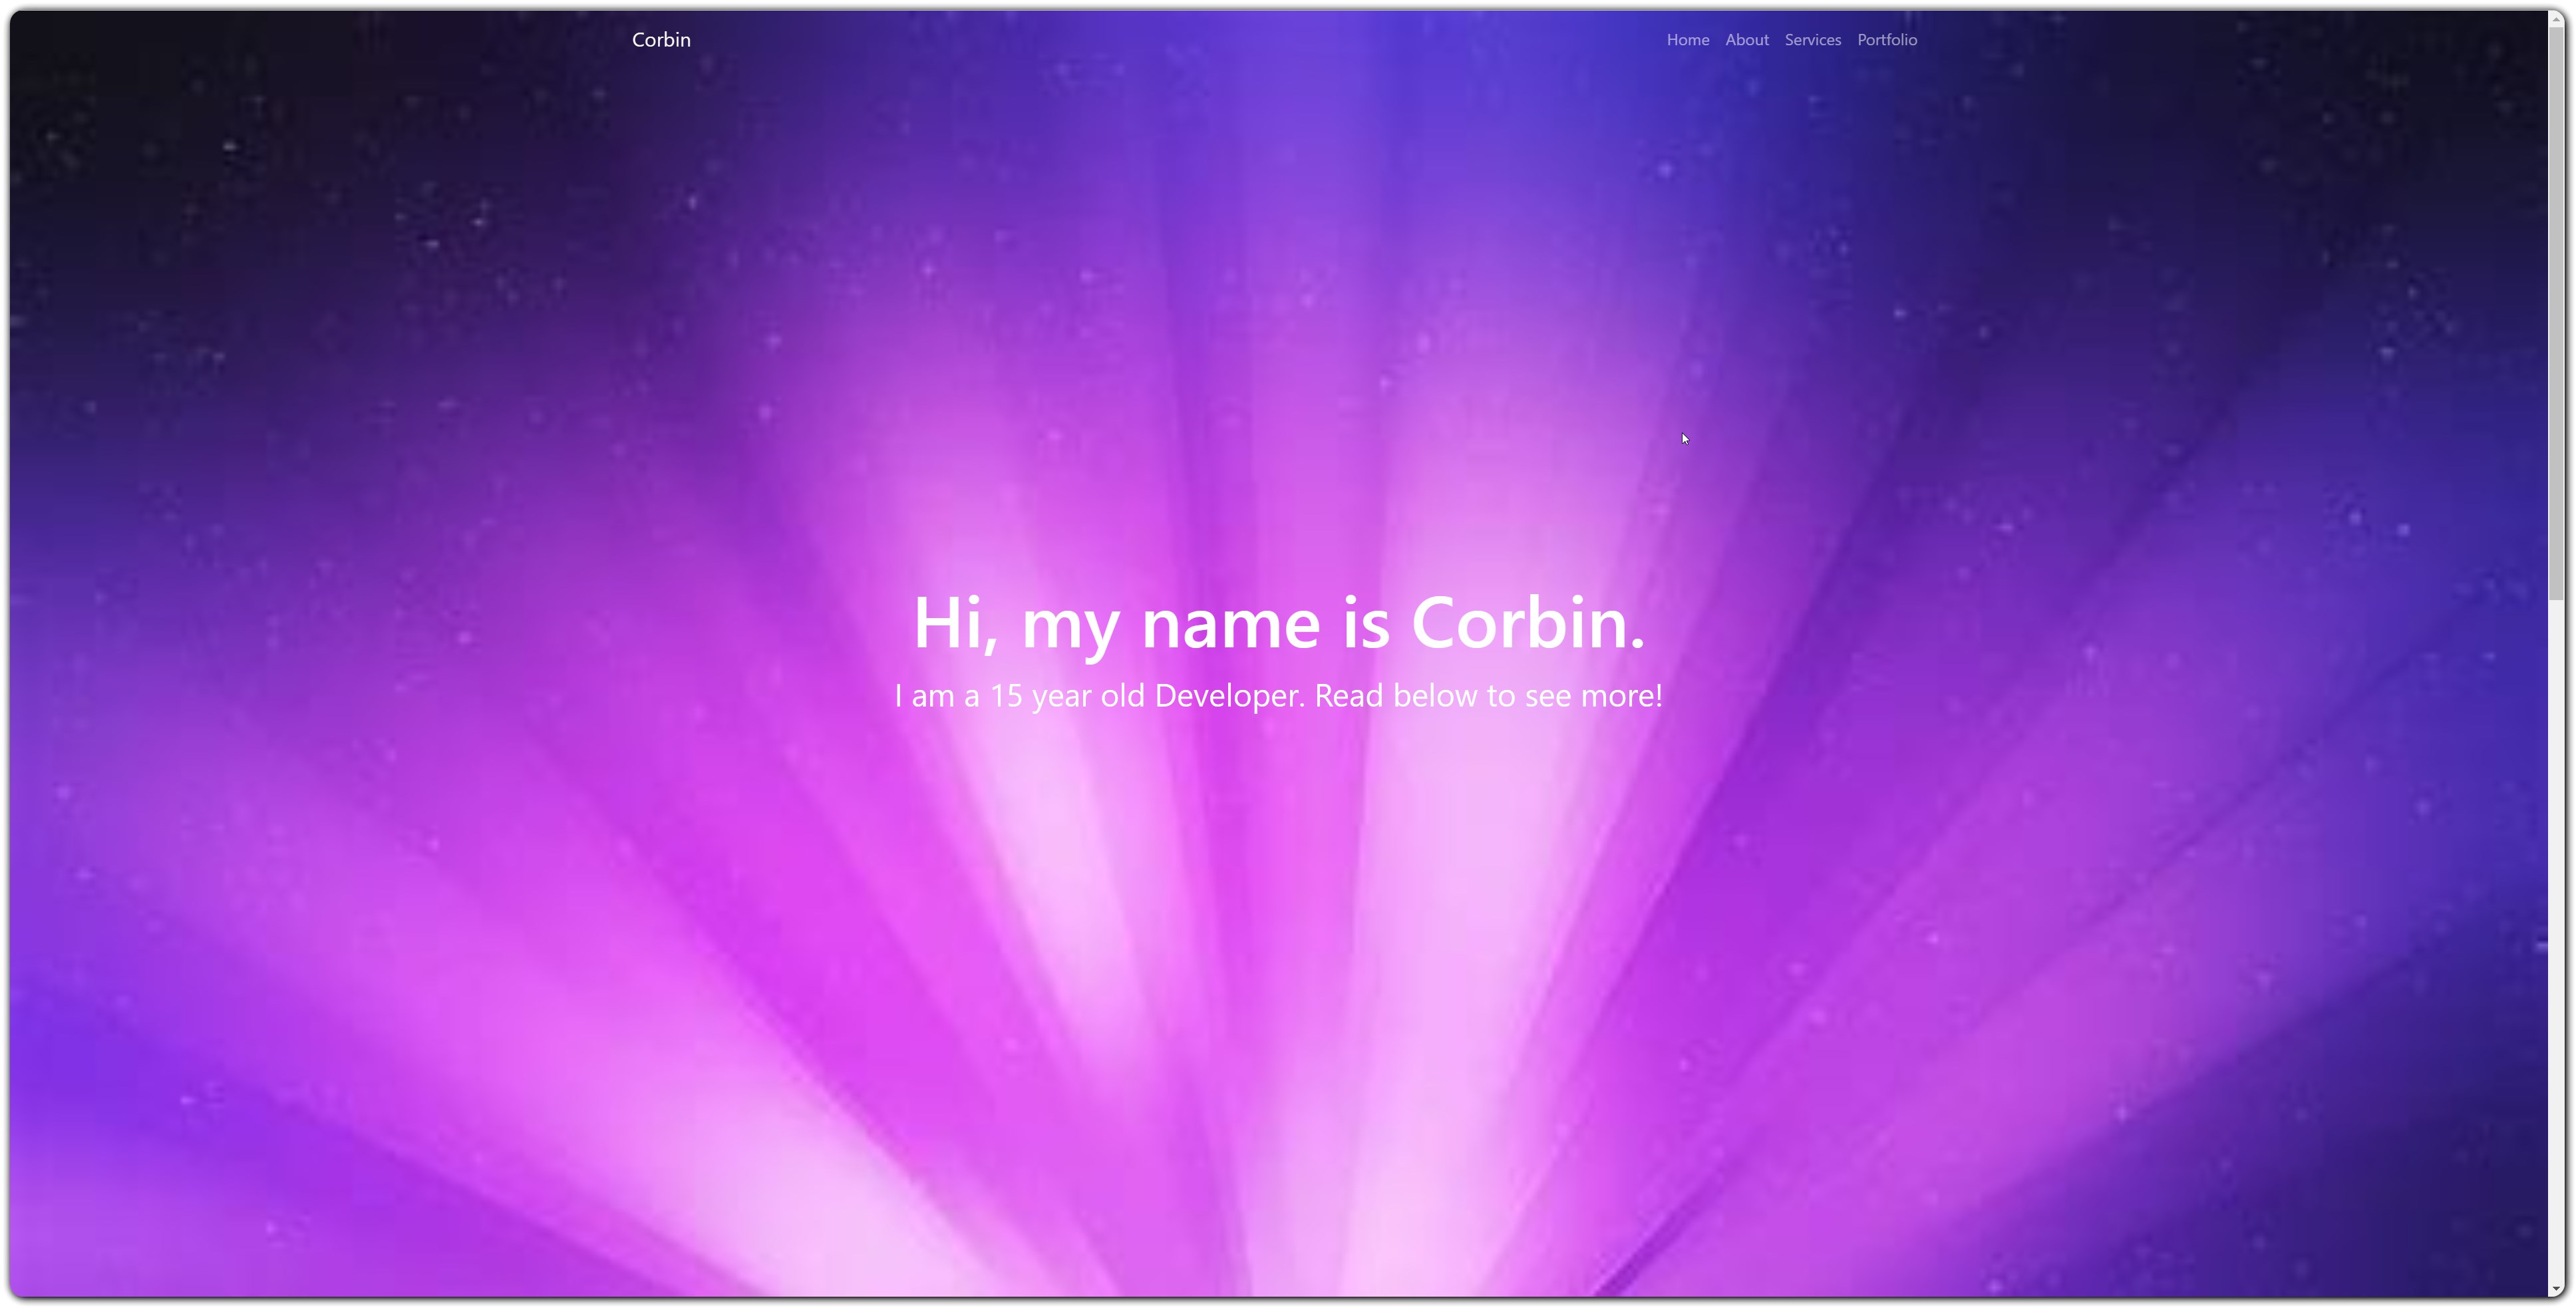 Corbin
Home About Services Portfolio
Hi, my name is Corbin.
I am a 15 year old Developer. Read below to see more!